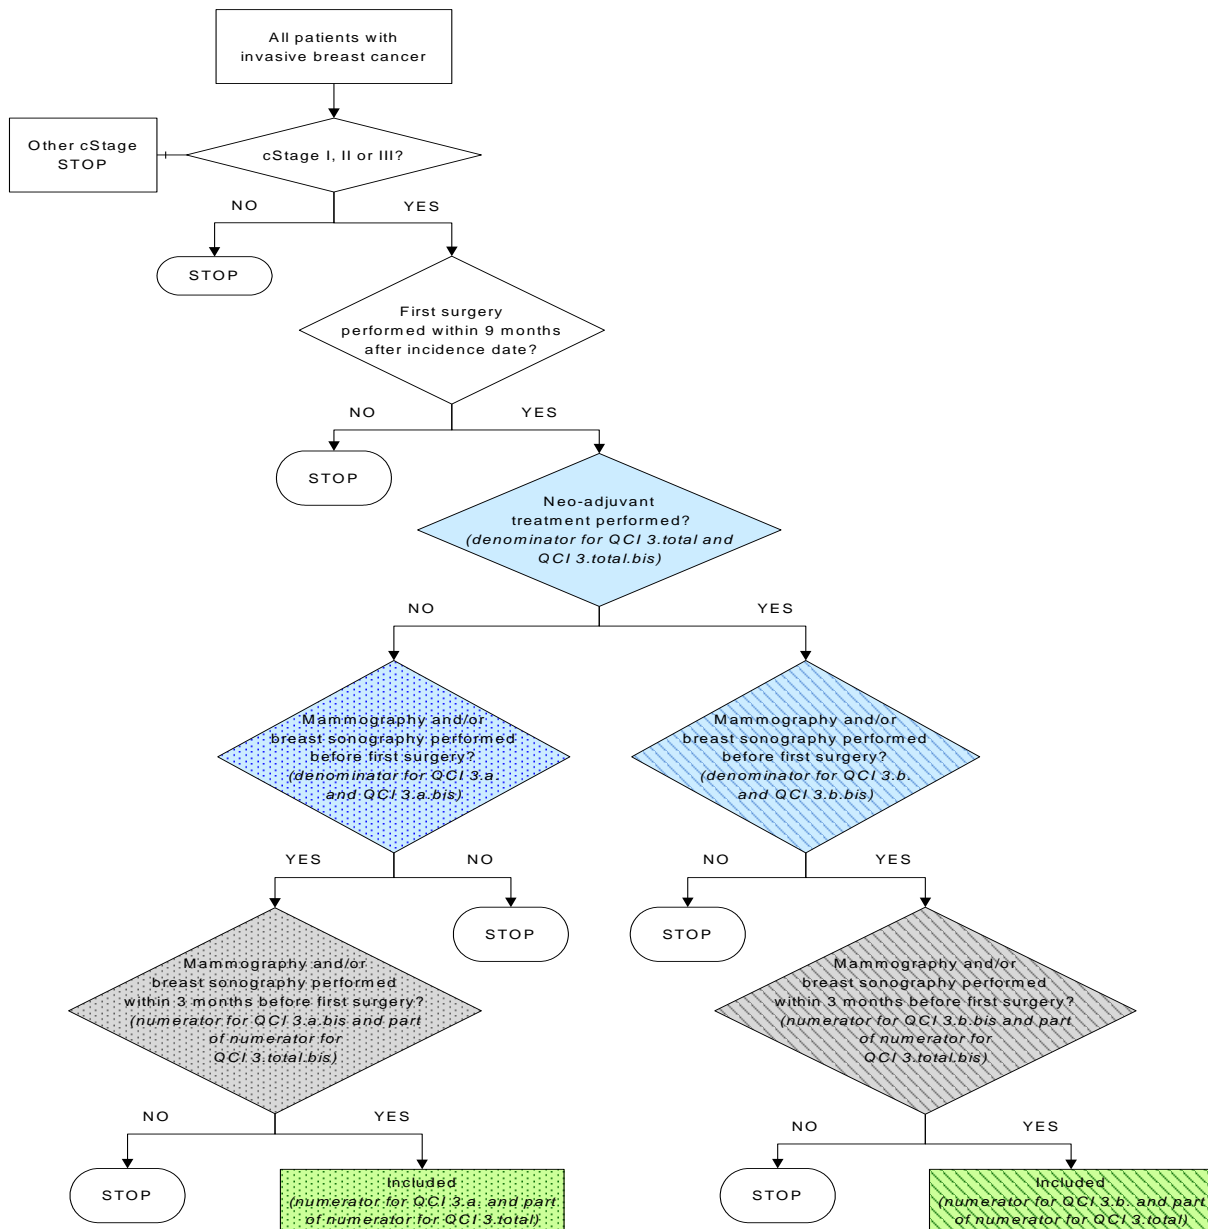 All patients with
invasive breast cancer
Other cStage
STOP
cStage I, II or III?
NO
YES
STOP
First surgery
performed within 9 months
after incidence date?
NO
YES
STOP
Neo-adjuvant
treatment performed?
(denominator for QCI 3.total and
QCI 3.total.bis)
NO
YES
Mammography and/or
breast sonography performed
before first surgery?
(denominator for QCI 3.a.
and QCI 3.a.bis)
Mammography and/or
breast sonography performed
before first surgery?
(denominator for QCI 3.b.
and QCI 3.b.bis)
YES
NO
NO
YES
STOP
STOP
Mammography and/or
breast sonography performed
within 3 months before first surgery?
(numerator for QCI 3.a.bis and part
of numerator for
QCI 3.total.bis)
Mammography and/or
breast sonography performed
within 3 months before first surgery?
(numerator for QCI 3.b.bis and part
of numerator for
QCI 3.total.bis)
NO
YES
NO
YES
STOP
Included
(numerator for QCI 3.a. and part
of numerator for QCI 3.total)
STOP
Included
(numerator for QCI 3.b. and part
of numerator for QCI 3.total)